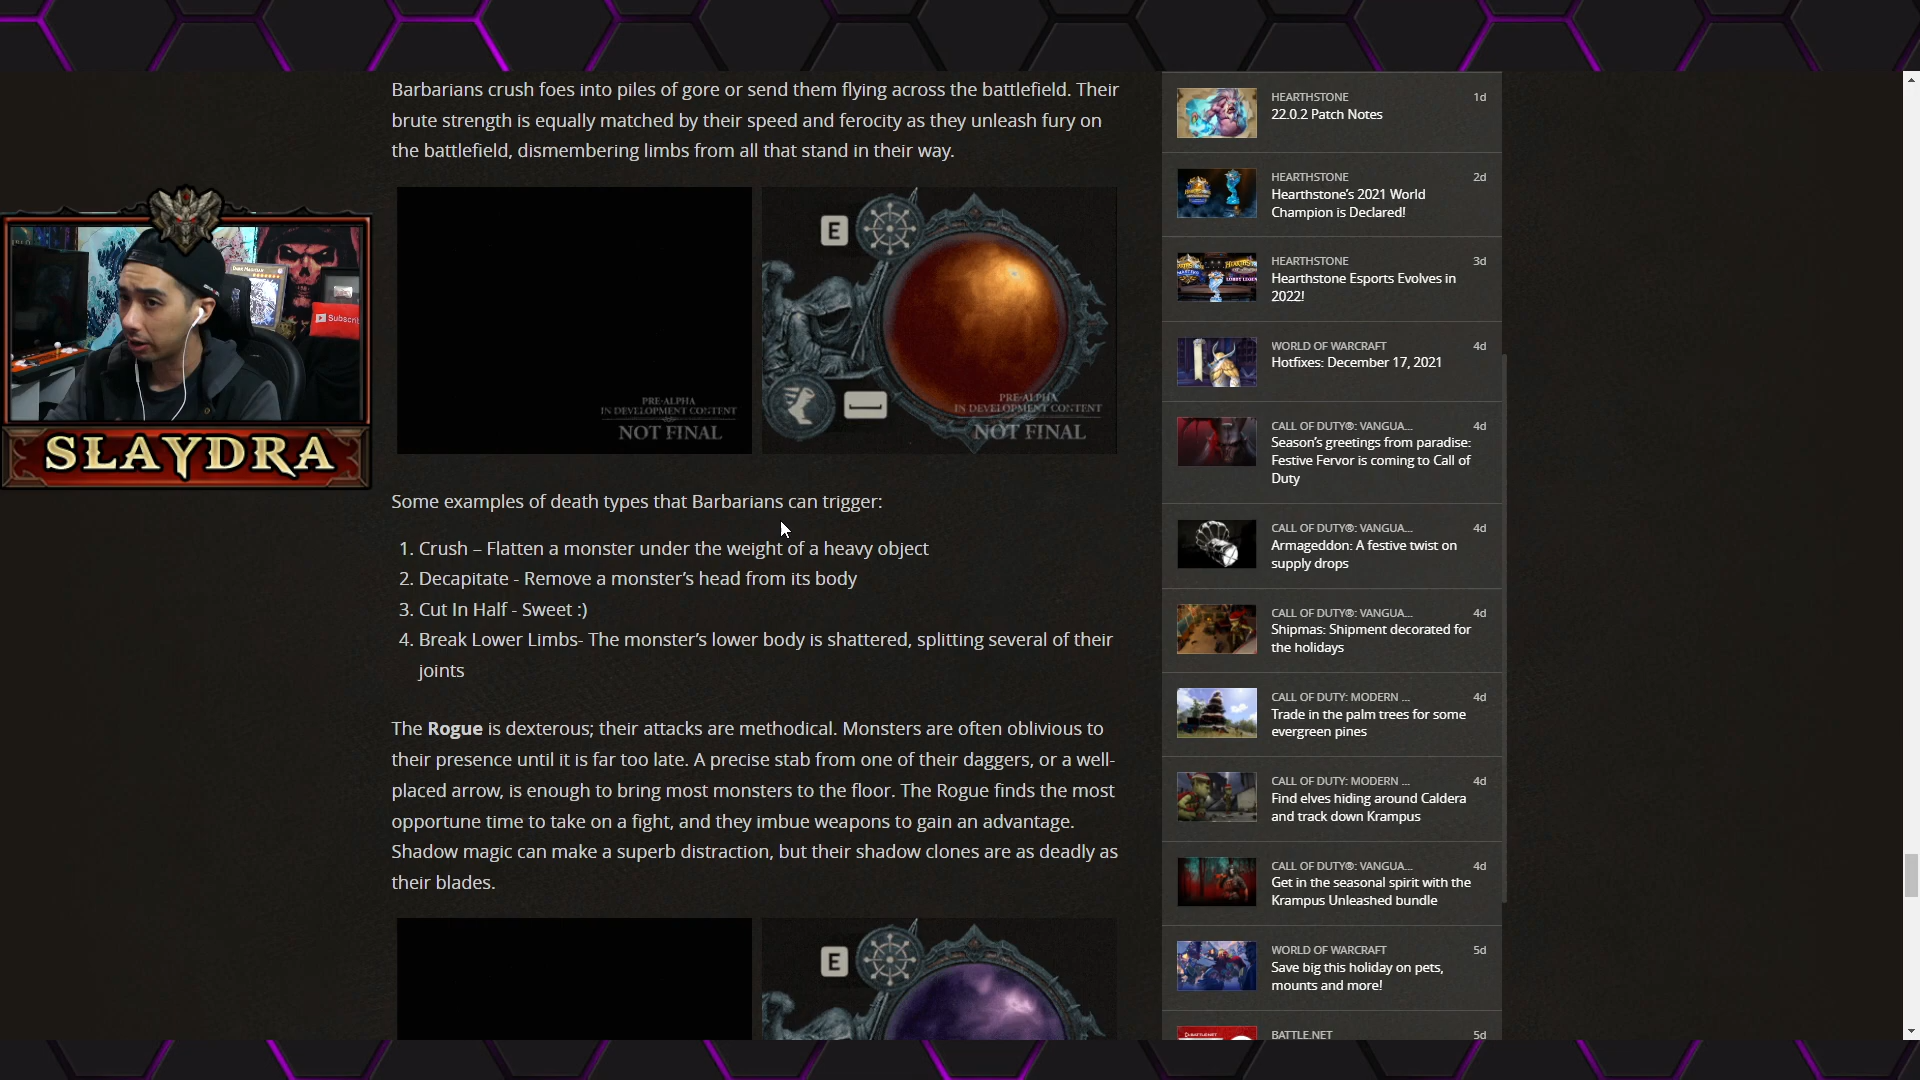 Barbarians crush foes into piles of gore or send them flying across the battlefield. Their
brute strength is equally matched by their speed and ferocity as they unleash fury on
the battlefield, dismembering limbs from all that stand in their way.
E
PRE-ALPHA
IN DEVELOPMENT CONTENT
NOT FINAL
PRE-ALPHA
IN DEVELOPMENT CONTENT
NOT FINAL
DARK MAGICIAN
Subscri
SLAYDRA
Some examples of death types that Barbarians can trigger:
1. Crush – Flatten a monster under the weight of a heavy object
2. Decapitate - Remove a monster’s head from its body
3. Cut In Half - Sweet :)
4. Break Lower Limbs- The monster’s lower body is shattered, splitting several of their
joints
The Rogue is dexterous; their attacks are methodical. Monsters are often oblivious to
their presence until it is far too late. A precise stab from one of their daggers, or a well-
placed arrow, is enough to bring most monsters to the floor. The Rogue finds the most
opportune time to take on a fight, and they imbue weapons to gain an advantage.
Shadow magic can make a superb distraction, but their shadow clones are as deadly as
their blades.
E
HEARTHSTONE 1d
22.0.2 Patch Notes
HEARTHSTONE 2d
Hearthstone’s 2021 World
Champion is Declared!
HEARTHSTONE 3d
Hearthstone Esports Evolves in
2022!
WORLD OF WARCRAFT 4d
Hotfixes: December 17, 2021
CALL OF DUTY®: VANGUA... 4d
Season’s greetings from paradise:
Festive Fervor is coming to Call of
Duty
CALL OF DUTY®: VANGUA... 4d
Armageddon: A festive twist on
supply drops
CALL OF DUTY®: VANGUA... 4d
Shipmas: Shipment decorated for
the holidays
CALL OF DUTY: MODERN ... 4d
Trade in the palm trees for some
evergreen pines
CALL OF DUTY: MODERN ... 4d
Find elves hiding around Caldera
and track down Krampus
CALL OF DUTY®: VANGUA... 4d
Get in the seasonal spirit with the
Krampus Unleashed bundle
WORLD OF WARCRAFT 5d
Save big this holiday on pets,
mounts and more!
BATTLE.NET 5d